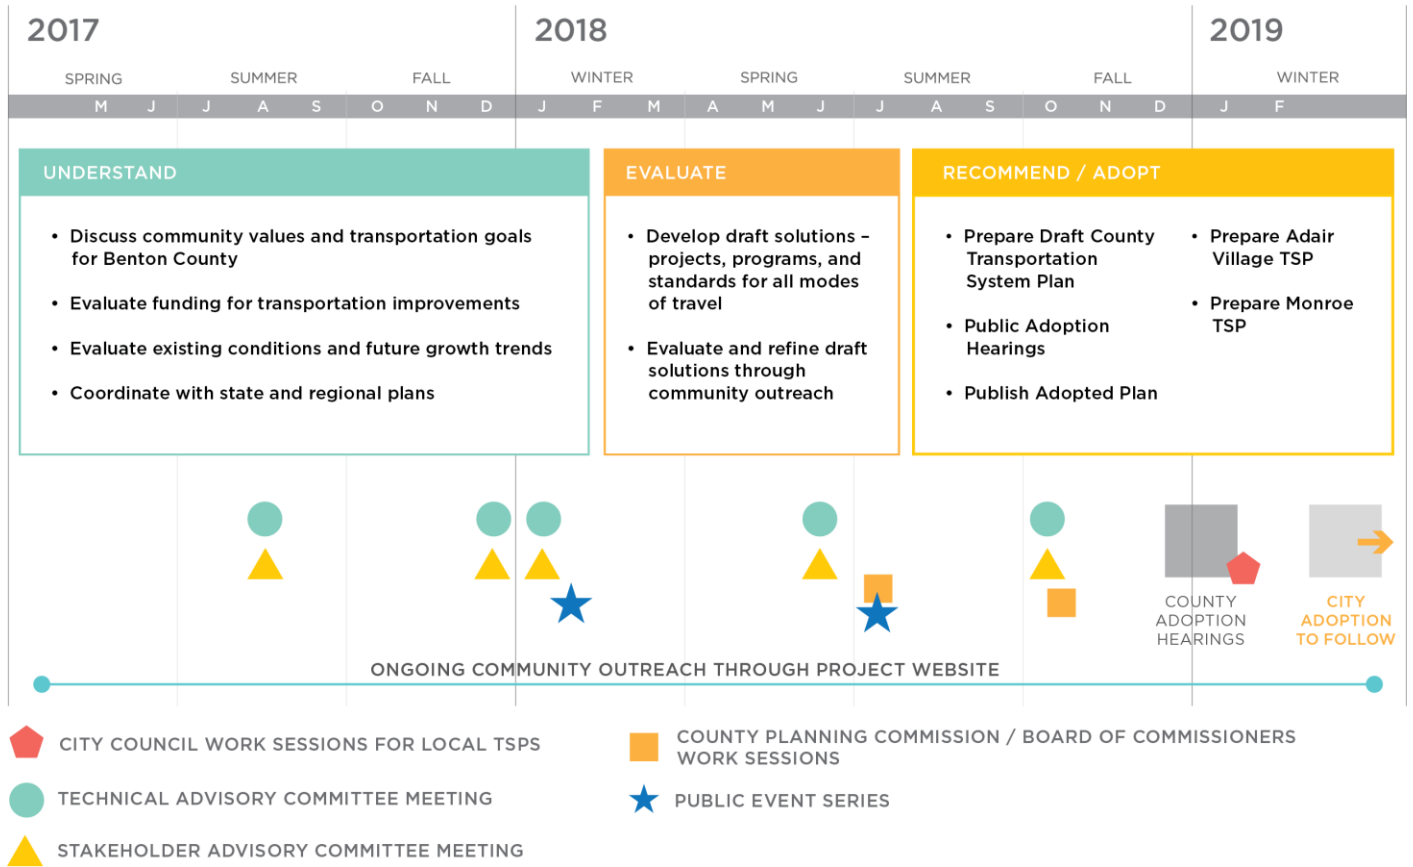 2017 2018 2019
SPRING SUMMER FALL WINTER SPRING SUMMER FALL WINTER
M J J A S O N D J F M A M J J A S O N D J F
UNDERSTAND
• Discuss community values and transportation goals
for Benton County
• Evaluate funding for transportation improvements
• Evaluate existing conditions and future growth trends
• Coordinate with state and regional plans
EVALUATE
• Develop draft solutions –
projects, programs, and
standards for all modes
of travel
• Evaluate and refine draft
solutions through
community outreach
RECOMMEND / ADOPT
• Prepare Draft County
Transportation
System Plan
• Public Adoption
Hearings
• Publish Adopted Plan
• Prepare Adair
Village TSP
• Prepare Monroe
TSP
COUNTY
ADOPTION
HEARINGS
CITY
ADOPTION
TO FOLLOW
ONGOING COMMUNITY OUTREACH THROUGH PROJECT WEBSITE
CITY COUNCIL WORK SESSIONS FOR LOCAL TSPS
TECHNICAL ADVISORY COMMITTEE MEETING
STAKEHOLDER ADVISORY COMMITTEE MEETING
COUNTY PLANNING COMMISSION / BOARD OF COMMISSIONERS
WORK SESSIONS
PUBLIC EVENT SERIES